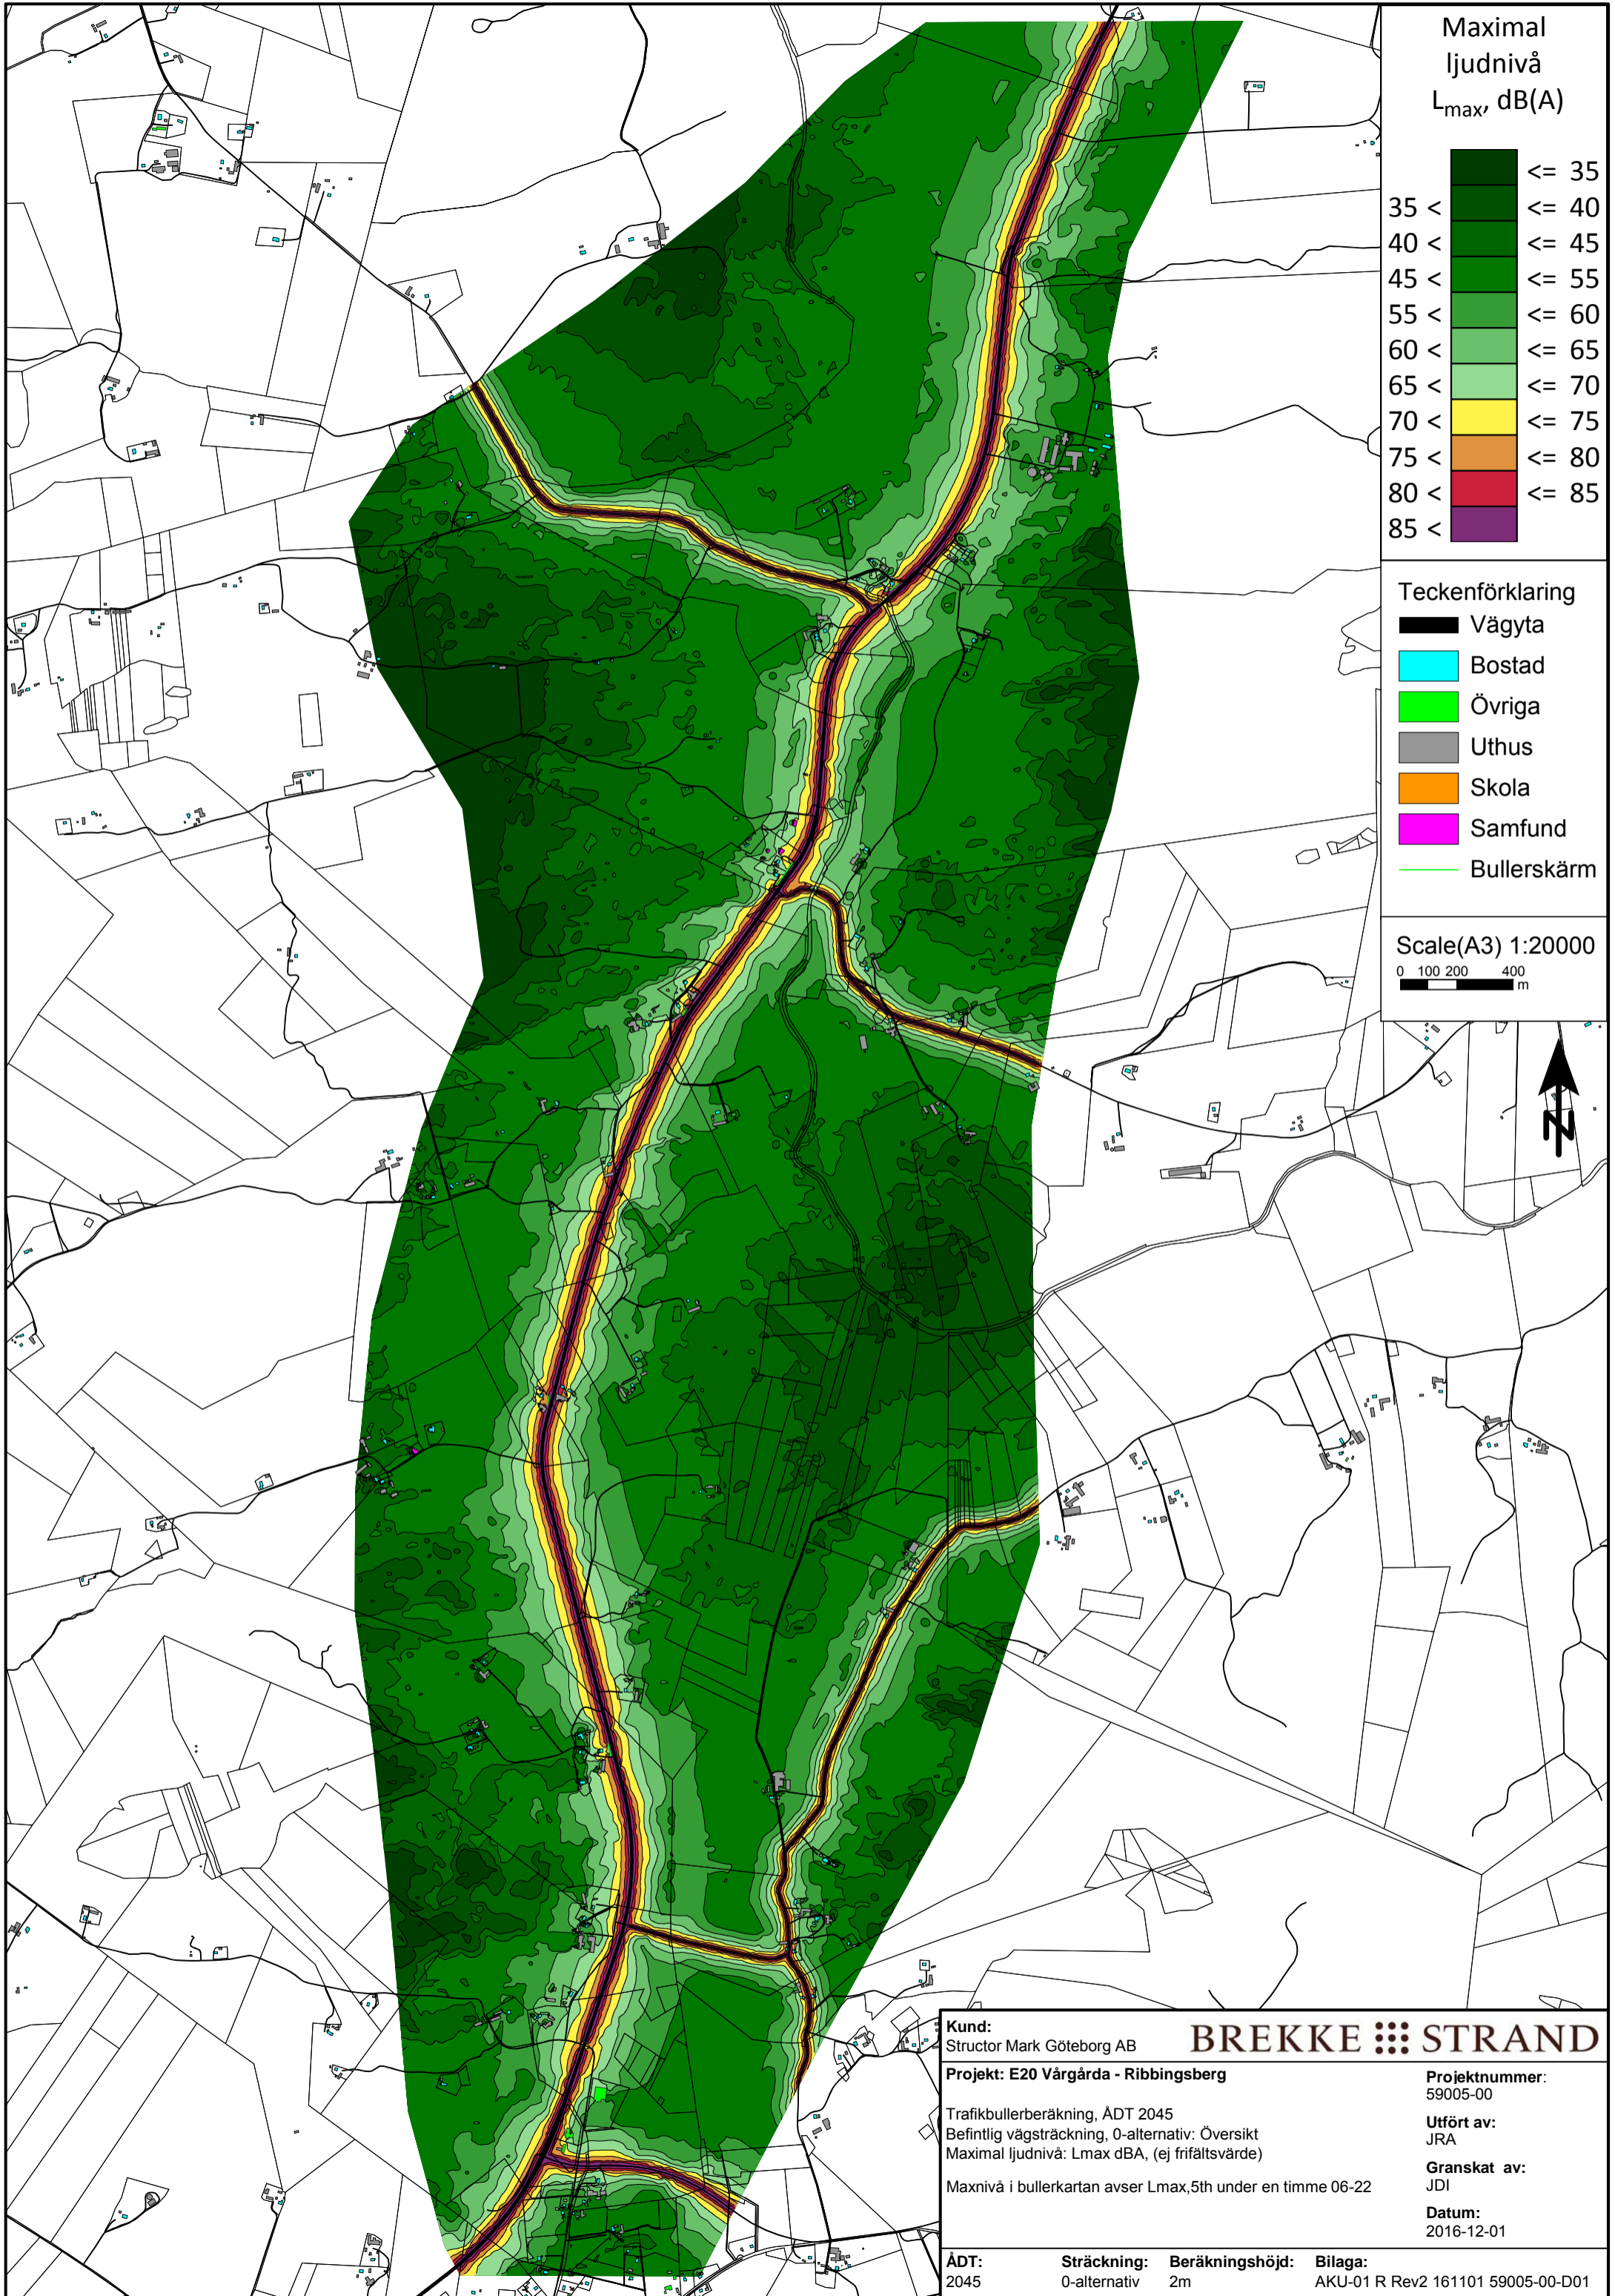 Maximal
ljudnivå
Lmax, dB(A)
<= 35
35 < <= 40
40 < <= 45
45 < <= 55
55 < <= 60
60 < <= 65
65 < <= 70
70 < <= 75
75 < <= 80
80 < <= 85
85 <
Teckenförklaring
Vägyta
Bostad
Övriga
Uthus
Skola
Samfund
Bullerskärm
Scale(A3) 1:20000
0 100 200 400
m
N
Kund:
Structor Mark Göteborg AB
BREKKE STRAND
Projekt: E20 Vårgårda - Ribbingsberg
Trafikbullerberäkning, ÅDT 2045
Befintlig vägsträckning, 0-alternativ: Översikt
Maximal ljudnivå: Lmax dBA, (ej frifältsvärde)
Maxnivå i bullerkartan avser Lmax,5th under en timme 06-22
Projektnummer:
59005-00
Utfört av:
JRA
Granskat av:
JDI
Datum:
2016-12-01
ÅDT: Sträckning: Beräkningshöjd: Bilaga:
2045 0-alternativ 2m AKU-01 R Rev2 161101 59005-00-D01